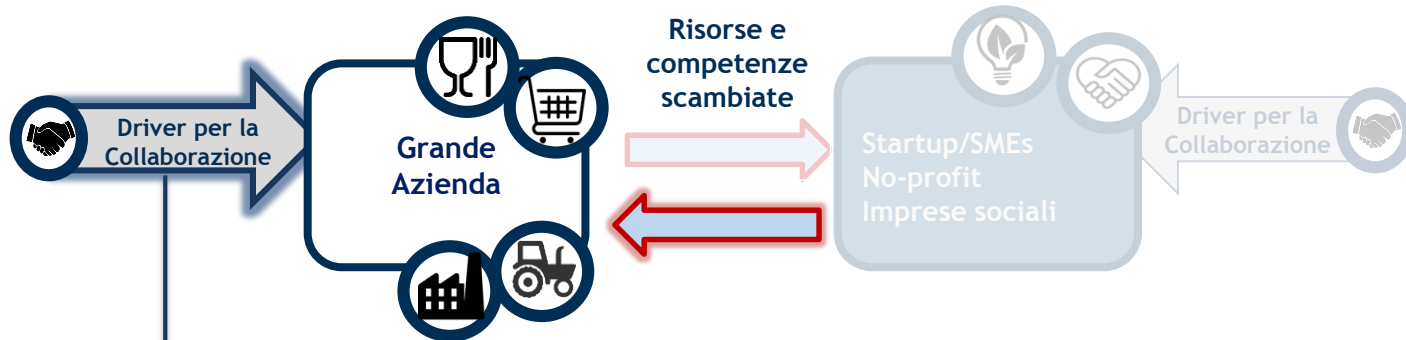 Risorse e
competenze
scambiate
Driver per la
Collaborazione
Grande
Azienda
Startup/SMEs
No-profit
Imprese sociali
Driver per la
Collaborazione